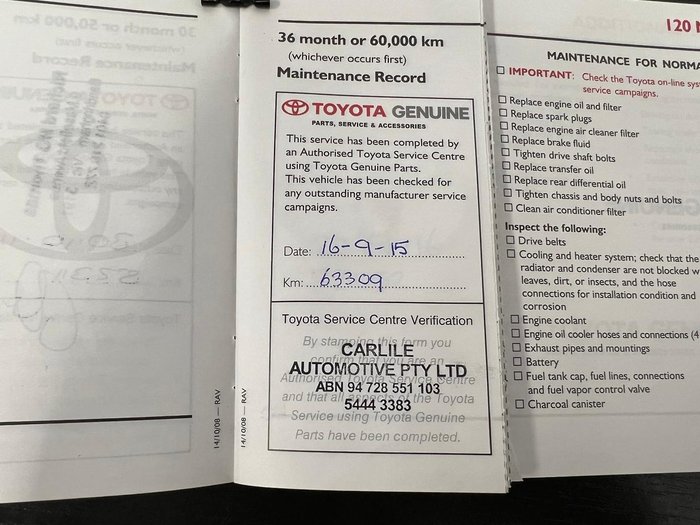 36 month or 60,000 km
(whichever occurs first)
Maintenance Record
TOYOTA GENUINE
PARTS, SERVICE & ACCESSORIES
This service has been completed by
an Authorised Toyota Service Centre
using Toyota Genuine Parts.
This vehicle has been checked for
any outstanding manufacturer service
campaigns.
Date: 16-9-15
Km: 63309
Toyota Service Centre Verification
By stamping this form you
confirm that you are an
Authorised Toyota Service Centre
and that all aspects of the Toyota
Service using Toyota Genuine
Parts have been completed.
CARLILE
AUTOMOTIVE PTY LTD
ABN 94 728 551 103
5444 3383
14/10/08 — RAV
14/10/08 — RAV
120
MAINTENANCE FOR NORMA
IMPORTANT: Check the Toyota on-line sys
service campaigns.
Replace engine oil and filter
Replace spark plugs
Replace engine air cleaner filter
Replace brake fluid
Tighten drive shaft bolts
Replace transfer oil
Replace rear differential oil
Tighten chassis and body nuts and bolts
Clean air conditioner filter
Inspect the following:
Drive belts
Cooling and heater system; check that the
radiator and condenser are not blocked w
leaves, dirt, or insects, and the hose
connections for installation condition and
corrosion
Engine coolant
Engine oil cooler hoses and connections (4
Exhaust pipes and mountings
Battery
Fuel tank cap, fuel lines, connections
and fuel vapor control valve
Charcoal canister